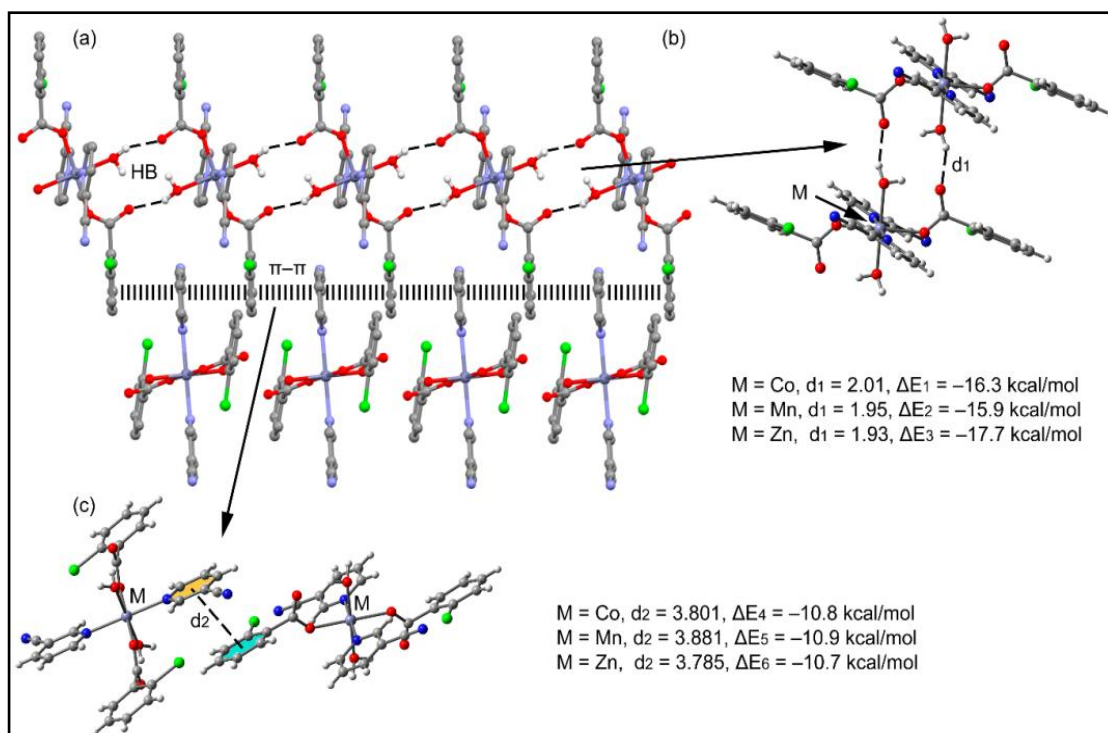 (a)
HB
π–π
(b)
d1
M
M = Co, d1 = 2.01, ΔE1 = –16.3 kcal/mol
M = Mn, d1 = 1.95, ΔE2 = –15.9 kcal/mol
M = Zn, d1 = 1.93, ΔE3 = –17.7 kcal/mol
(c)
M
d2
M
M = Co, d2 = 3.801, ΔE4 = –10.8 kcal/mol
M = Mn, d2 = 3.881, ΔE5 = –10.9 kcal/mol
M = Zn, d2 = 3.785, ΔE6 = –10.7 kcal/mol